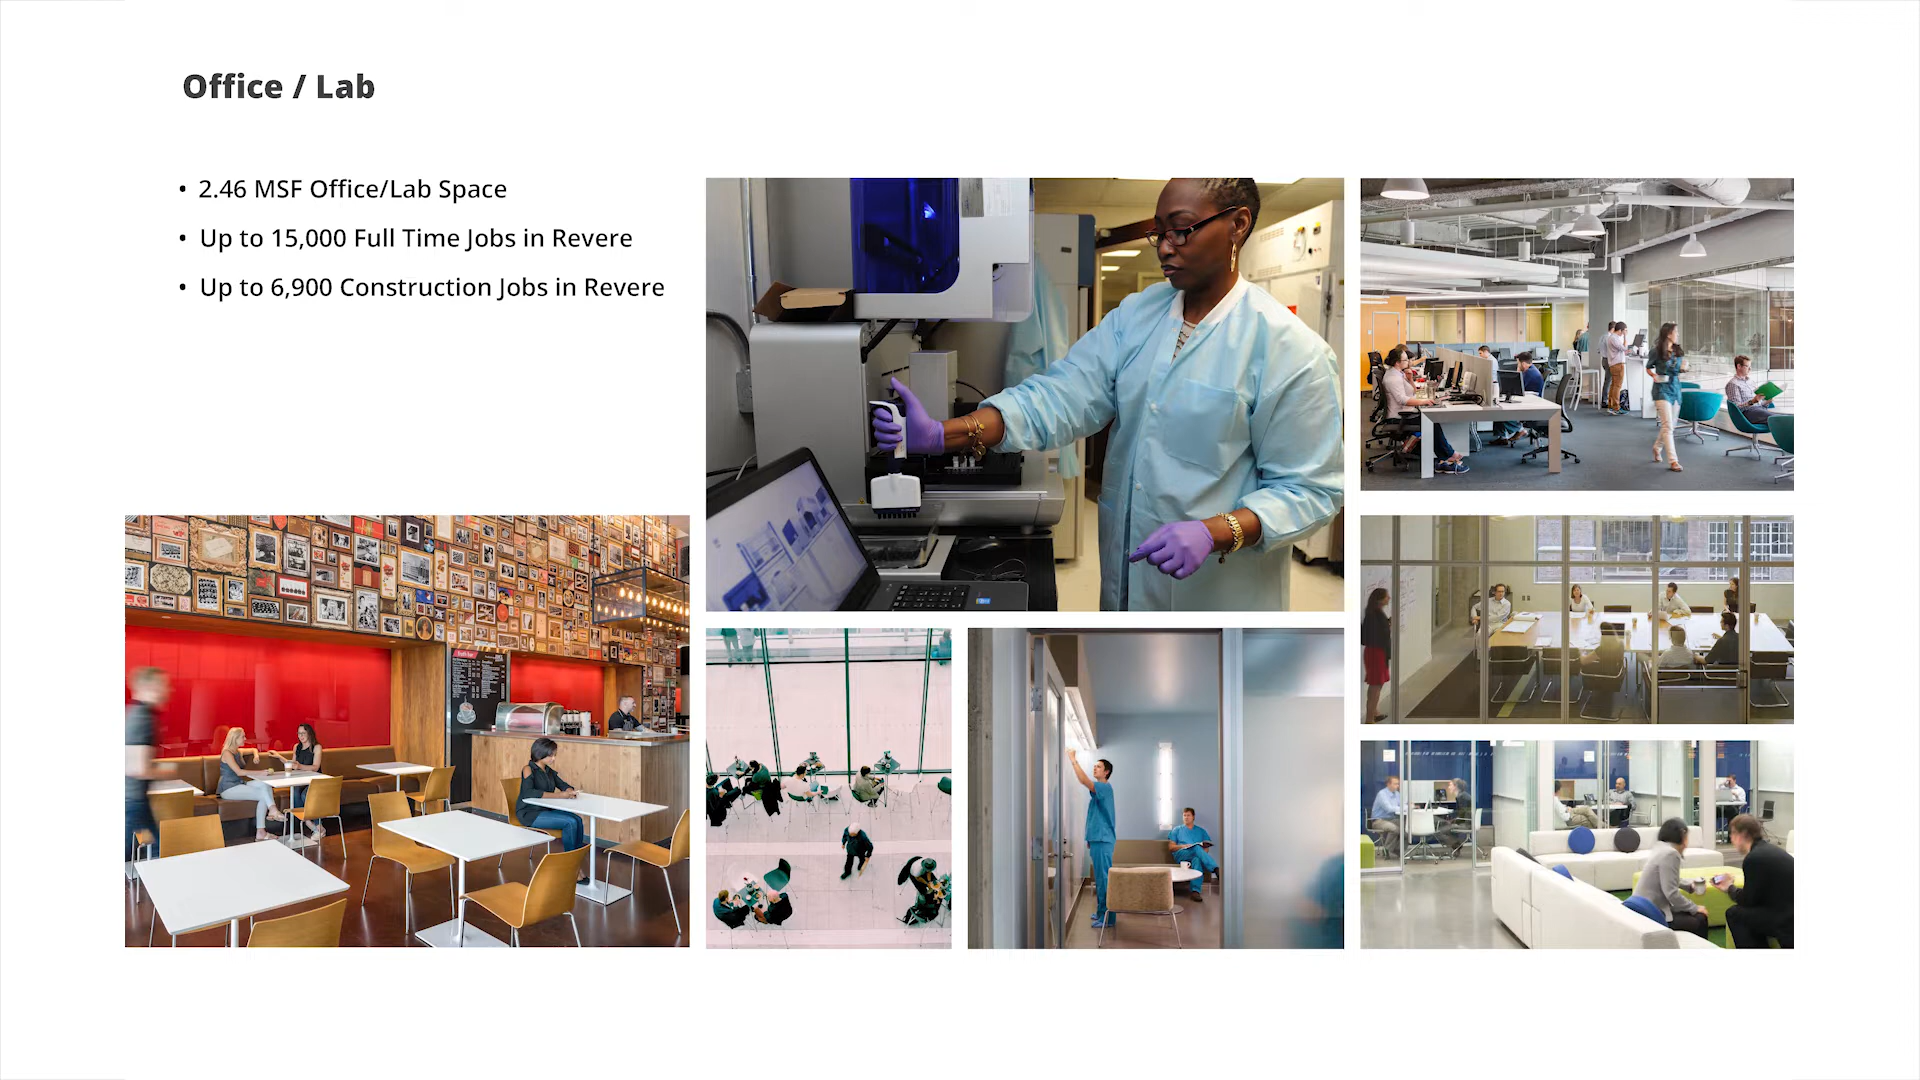 Office / Lab
• 2.46 MSF Office/Lab Space
• Up to 15,000 Full Time Jobs in Revere
• Up to 6,900 Construction Jobs in Revere